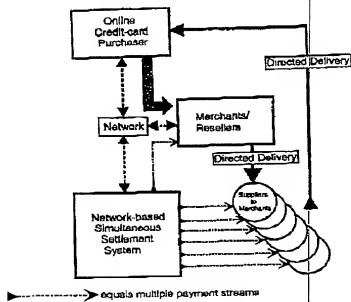 Online
Credit-card
Purchaser
Directed Delivery
Network
Merchants/
Resellers
Directed Delivery
Suppliers
to
Merchants
Network-based
Simultaneous
Settlement
System
equals multiple payment streams